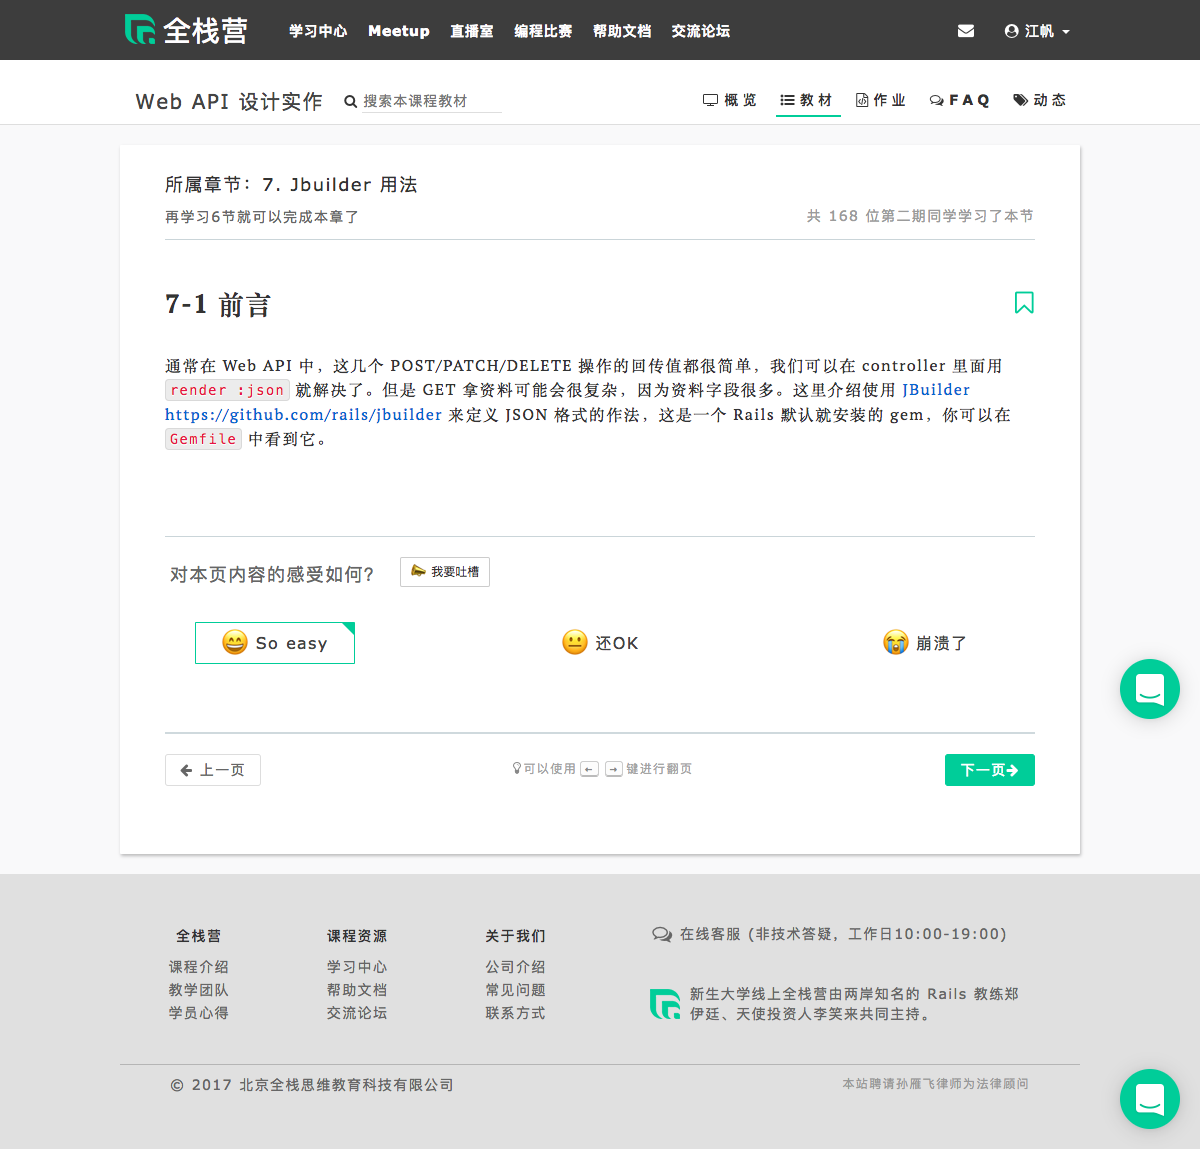 全栈营 学习中心 Meetup 直播室 编程比赛 帮助文档 交流论坛 江帆
Web API 设计实作 搜索本课程教材 概览 教材 作业 FAQ 动态
所属章节：7. Jbuilder 用法
再学习6节就可以完成本章了 共 168 位第二期同学学习了本节
7-1 前言
通常在 Web API 中，这几个 POST/PATCH/DELETE 操作的回传值都很简单，我们可以在 controller 里面用
render :json 就解决了。但是 GET 拿资料可能会很复杂，因为资料字段很多。这里介绍使用 JBuilder
https://github.com/rails/jbuilder 来定义 JSON 格式的作法，这是一个 Rails 默认就安装的 gem，你可以在
Gemfile 中看到它。
对本页内容的感受如何? 我要吐槽
So easy 还OK 崩溃了
← 上一页 可以使用 ← → 键进行翻页 下一页→
全栈营 课程资源 关于我们 在线客服 (非技术答疑，工作日10:00-19:00)
课程介绍 学习中心 公司介绍
教学团队 帮助文档 常见问题 新生大学线上全栈营由两岸知名的 Rails 教练郑
学员心得 交流论坛 联系方式 伊廷、天使投资人李笑来共同主持。
© 2017 北京全栈思维教育科技有限公司 本站聘请孙雁飞律师为法律顾问